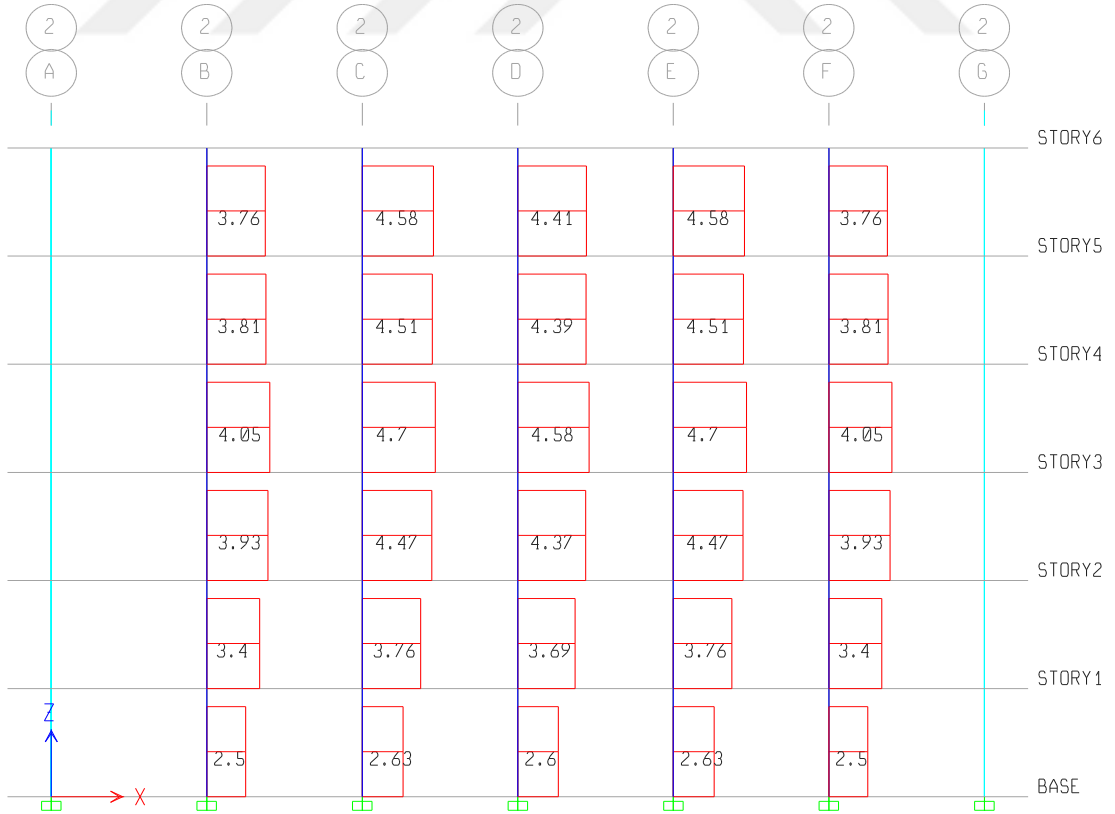 2 2 2 2 2 2 2
A B C D E F G
STORY6
3.76 4.58 4.41 4.58 3.76
STORY5
3.81 4.51 4.39 4.51 3.81
STORY4
4.05 4.7 4.58 4.7 4.05
STORY3
3.93 4.47 4.37 4.47 3.93
STORY2
3.4 3.76 3.69 3.76 3.4
STORY1
Z
2.5 2.63 2.6 2.63 2.5
BASE
X